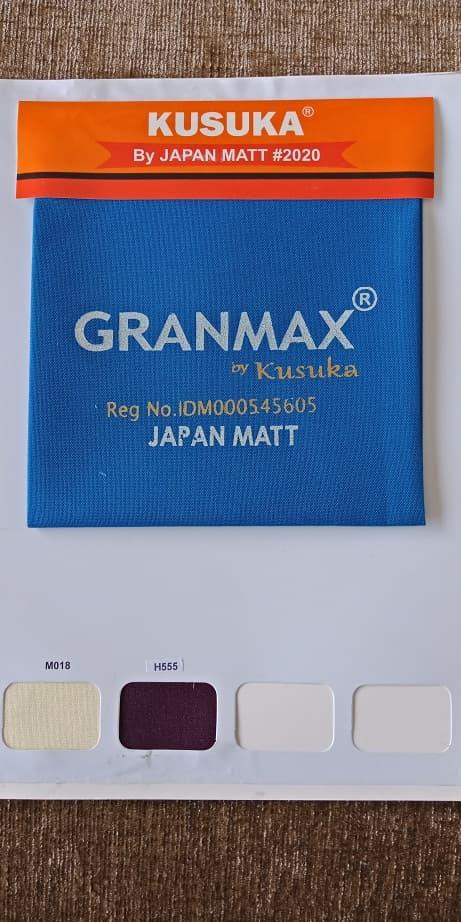 KUSUKA®
By JAPAN MATT #2020
GRANMAX®
by Kusuka
Reg No.IDM000545605
JAPAN MATT
M018
H555